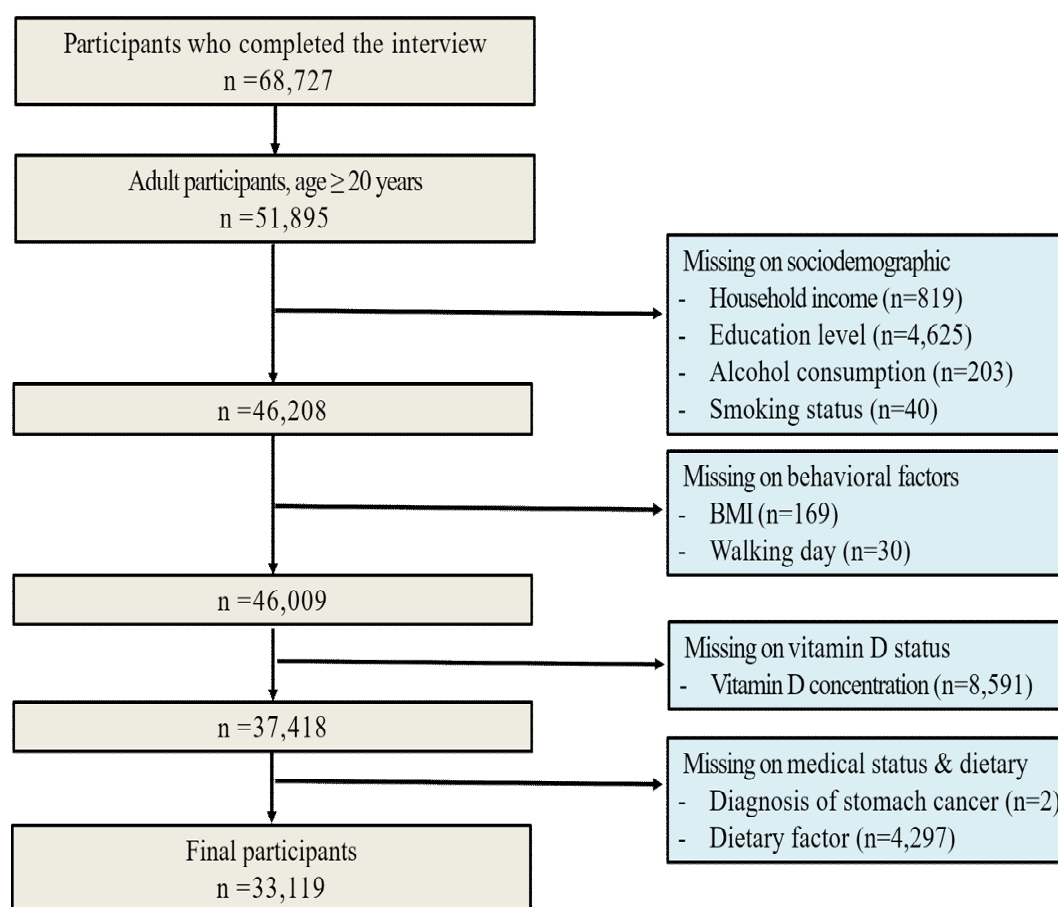 Participants who completed the interview
n =68,727
Adult participants, age ≥ 20 years
n =51,895
Missing on sociodemographic
- Household income (n=819)
- Education level (n=4,625)
- Alcohol consumption (n=203)
- Smoking status (n=40)
n =46,208
Missing on behavioral factors
- BMI (n=169)
- Walking day (n=30)
n =46,009
Missing on vitamin D status
- Vitamin D concentration (n=8,591)
n =37,418
Missing on medical status & dietary
- Diagnosis of stomach cancer (n=2)
- Dietary factor (n=4,297)
Final participants
n =33,119